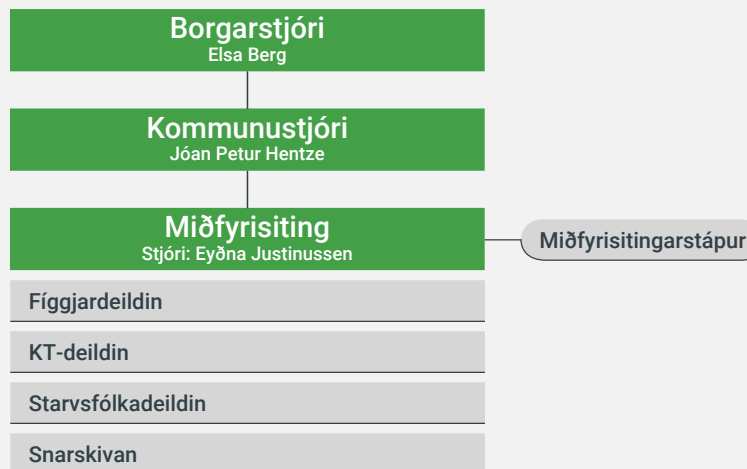 Borgarstjóri
Elsa Berg
Kommunustjóri
Jóan Petur Hentze
Miðfyrisiting
Stjóri: Eyðna Justinussen
Miðfyrisitingarstápur
Fíggjardeildin
KT-deildin
Starvsfólkadeildin
Snarskivan